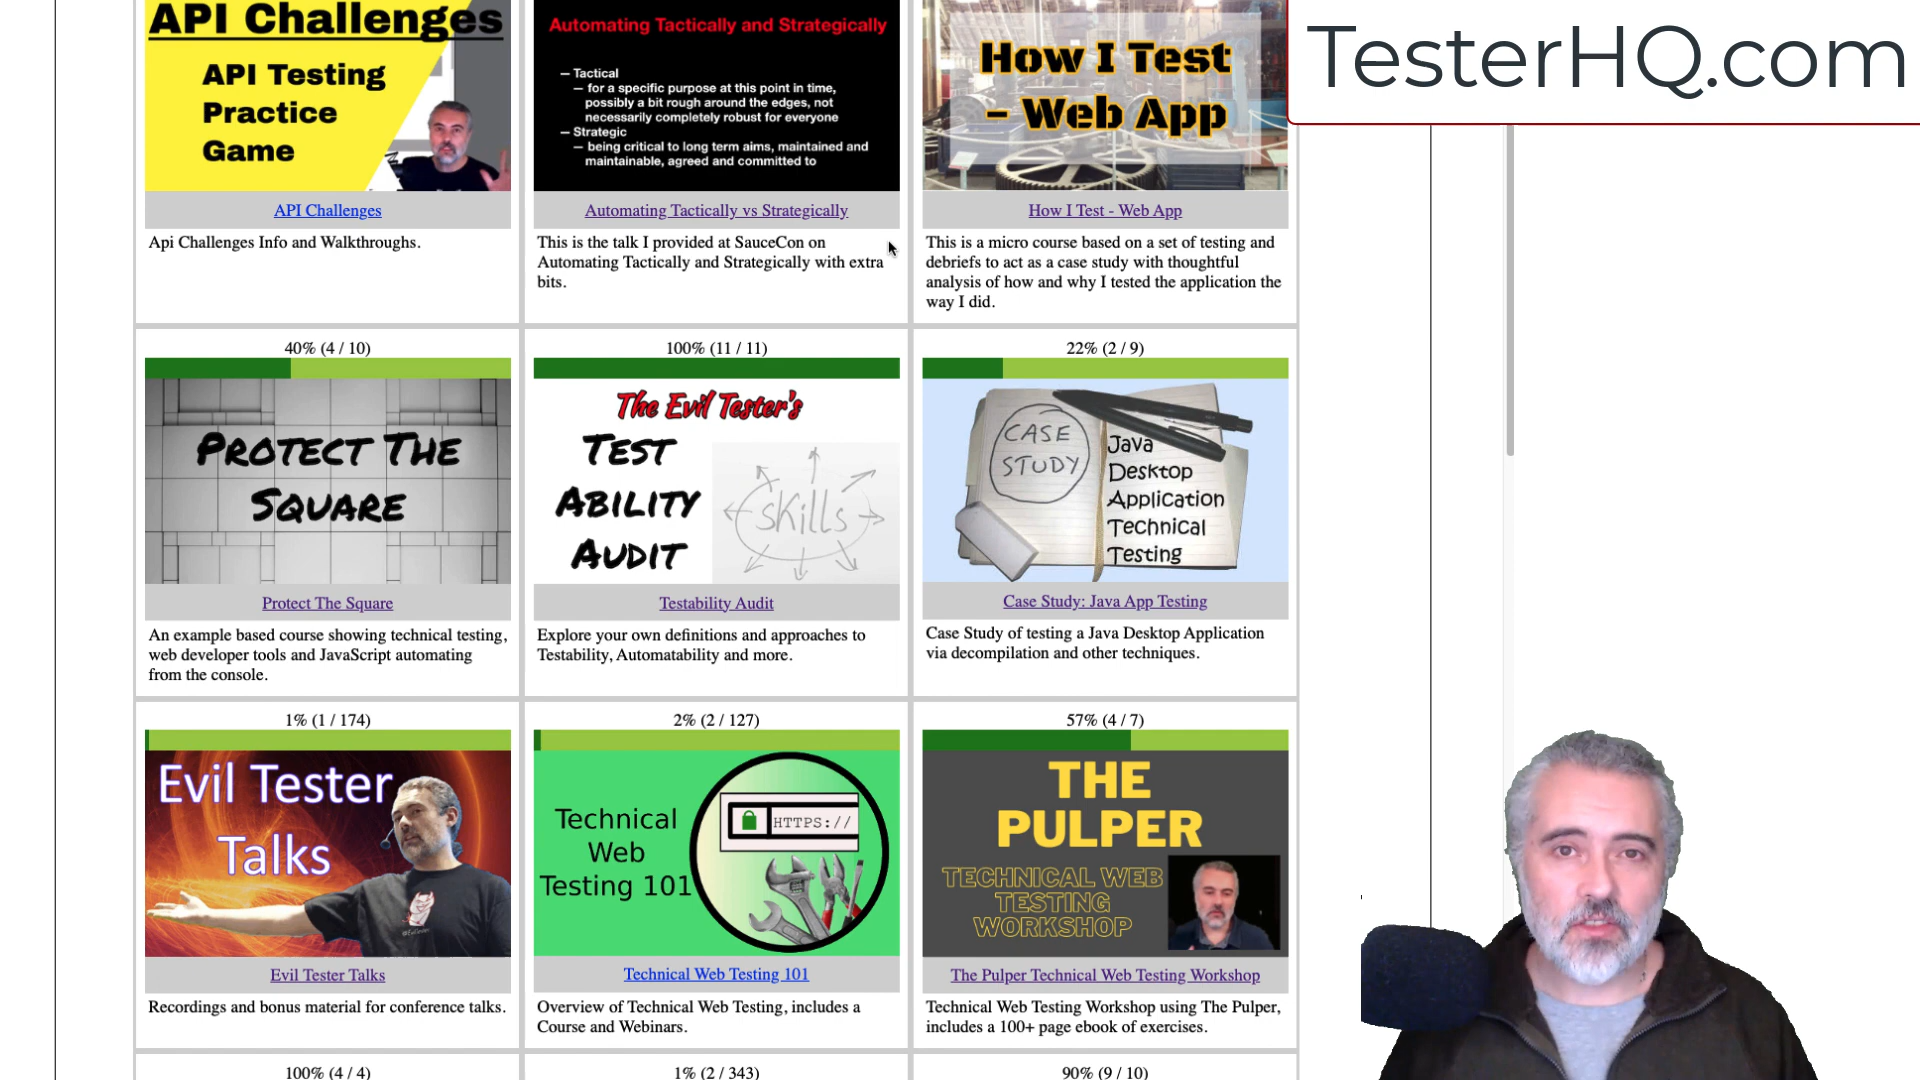 TesterHQ.com
API Challenges
API Testing
Practice
Game
API Challenges
Api Challenges Info and Walkthroughs.
Automating Tactically and Strategically
– Tactical
– for a specific purpose at this point in time,
possibly a bit rough around the edges, not
necessarily completely robust for everyone
– Strategic
– being critical to long term aims, maintained and
maintainable, agreed and committed to
Automating Tactically vs Strategically
This is the talk I provided at SauceCon on
Automating Tactically and Strategically with extra
bits.
How I Test
– Web App
How I Test - Web App
This is a micro course based on a set of testing and
debriefs to act as a case study with thoughtful
analysis of how and why I tested the application the
way I did.
40% (4 / 10)
Protect The
Square
Protect The Square
An example based course showing technical testing,
web developer tools and JavaScript automating
from the console.
100% (11 / 11)
The Evil Tester's
Test
Ability
Audit
Skills
Testability Audit
Explore your own definitions and approaches to
Testability, Automatability and more.
22% (2 / 9)
CASE
STUDY
Java
Desktop
Application
Technical
Testing
Case Study: Java App Testing
Case Study of testing a Java Desktop Application
via decompilation and other techniques.
1% (1 / 174)
Evil Tester
Talks
Evil Tester Talks
Recordings and bonus material for conference talks.
2% (2 / 127)
Technical
Web
Testing 101
HTTPS://
Technical Web Testing 101
Overview of Technical Web Testing, includes a
Course and Webinars.
57% (4 / 7)
THE
PULPER
TECHNICAL WEB
TESTING
WORKSHOP
The Pulper Technical Web Testing Workshop
Technical Web Testing Workshop using The Pulper,
includes a 100+ page ebook of exercises.
100% (4 / 4)
1% (2 / 343)
90% (9 / 10)